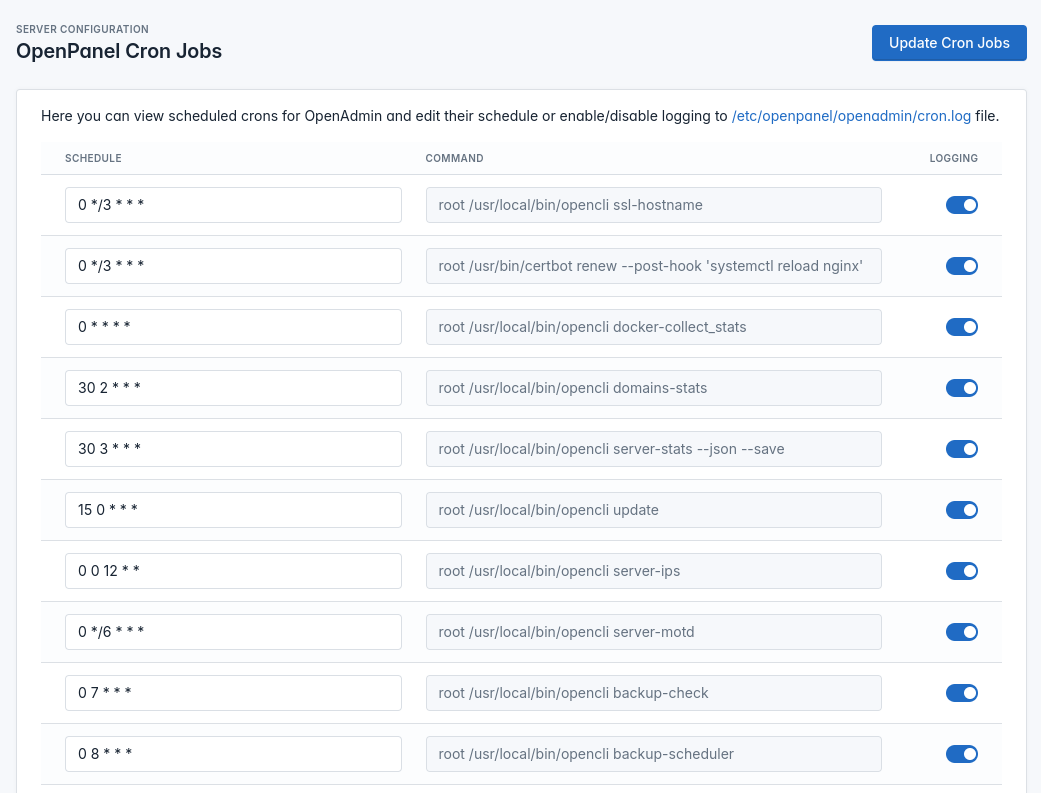 SERVER CONFIGURATION
OpenPanel Cron Jobs
Update Cron Jobs
Here you can view scheduled crons for OpenAdmin and edit their schedule or enable/disable logging to /etc/openpanel/openadmin/cron.log file.
SCHEDULE COMMAND LOGGING
0 */3 * * * root /usr/local/bin/opencli ssl-hostname
0 */3 * * * root /usr/bin/certbot renew --post-hook 'systemctl reload nginx'
0 * * * * root /usr/local/bin/opencli docker-collect_stats
30 2 * * * root /usr/local/bin/opencli domains-stats
30 3 * * * root /usr/local/bin/opencli server-stats --json --save
15 0 * * * root /usr/local/bin/opencli update
0 0 12 * * root /usr/local/bin/opencli server-ips
0 */6 * * * root /usr/local/bin/opencli server-motd
0 7 * * * root /usr/local/bin/opencli backup-check
0 8 * * * root /usr/local/bin/opencli backup-scheduler